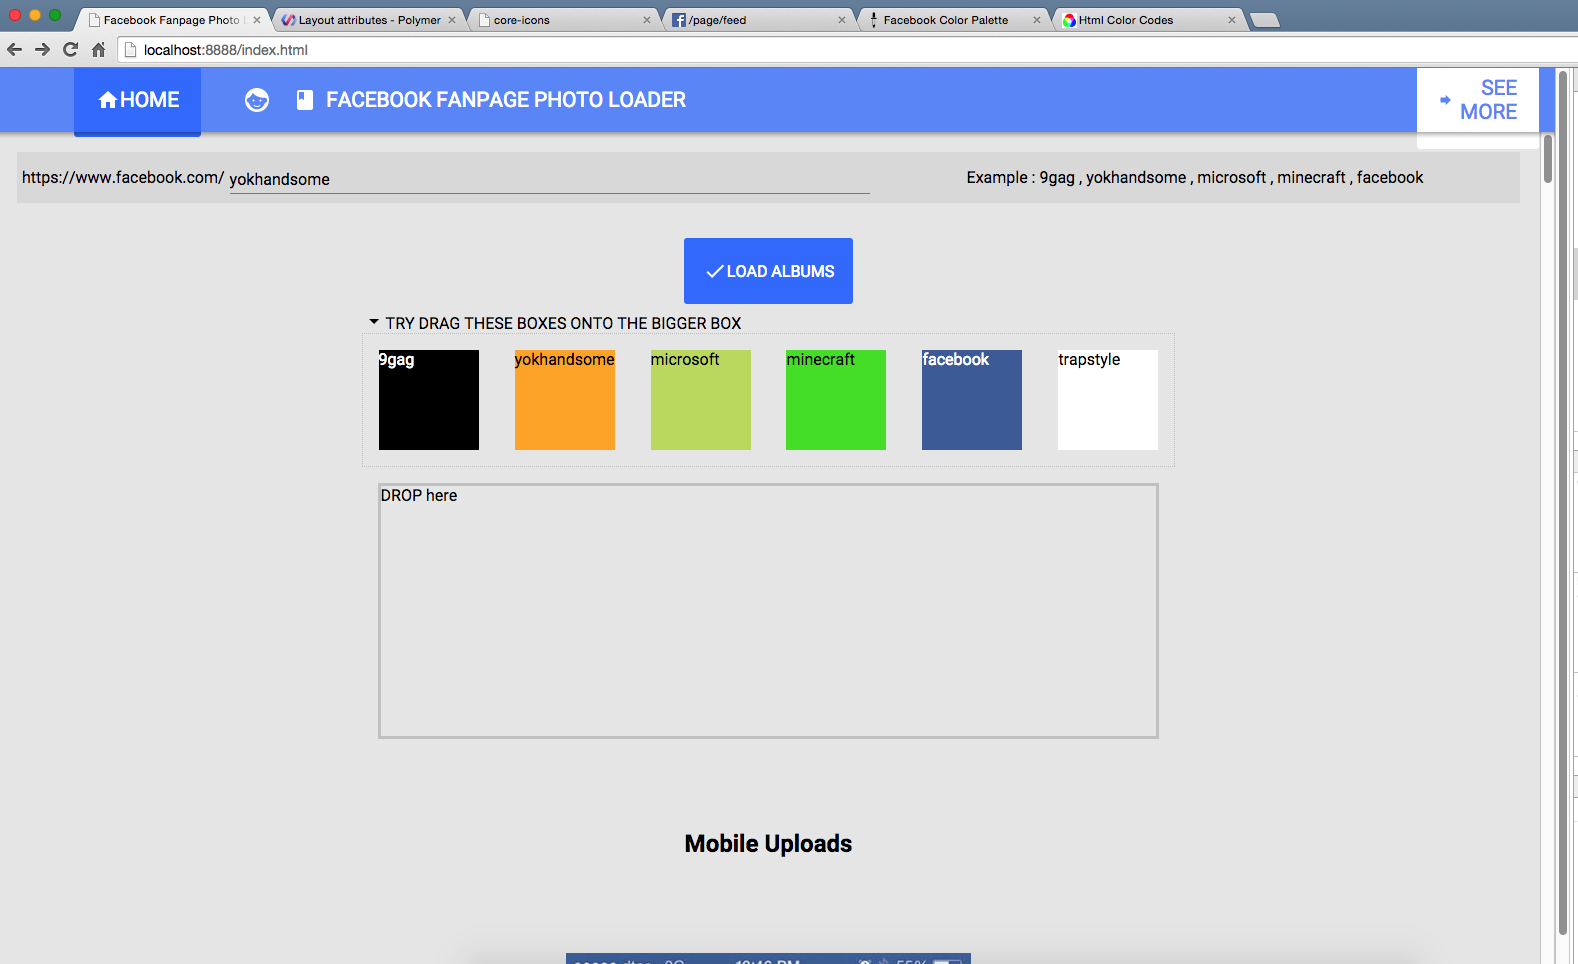 Facebook Fanpage Photo
Layout attributes - Polymer
core-icons
/page/feed
Facebook Color Palette
Html Color Codes
localhost:8888/index.html
HOME
FACEBOOK FANPAGE PHOTO LOADER
SEE
MORE
https://www.facebook.com/ yokhandsome
Example : 9gag , yokhandsome , microsoft , minecraft , facebook
LOAD ALBUMS
TRY DRAG THESE BOXES ONTO THE BIGGER BOX
9gag
yokhandsome
microsoft
minecraft
facebook
trapstyle
DROP here
Mobile Uploads